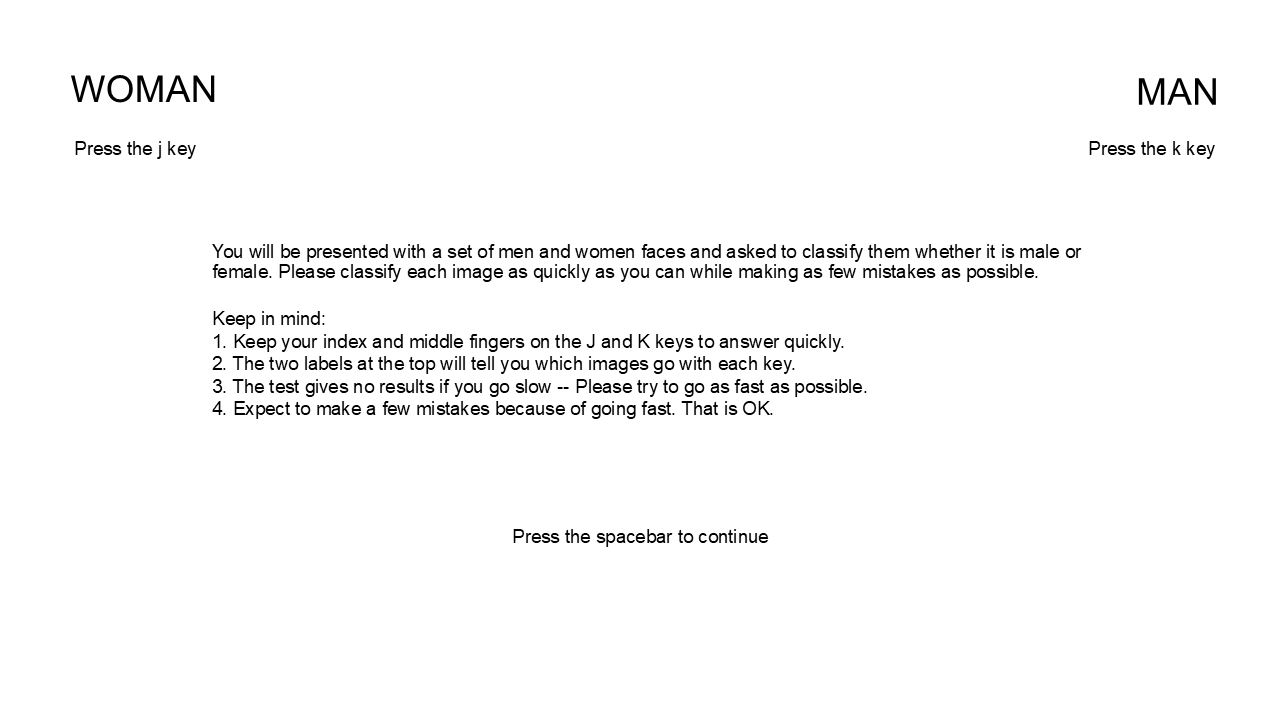 WOMAN
MAN
Press the j key
Press the k key
You will be presented with a set of men and women faces and asked to classify them whether it is male or
female. Please classify each image as quickly as you can while making as few mistakes as possible.
Keep in mind:
1. Keep your index and middle fingers on the J and K keys to answer quickly.
2. The two labels at the top will tell you which images go with each key.
3. The test gives no results if you go slow -- Please try to go as fast as possible.
4. Expect to make a few mistakes because of going fast. That is OK.
Press the spacebar to continue